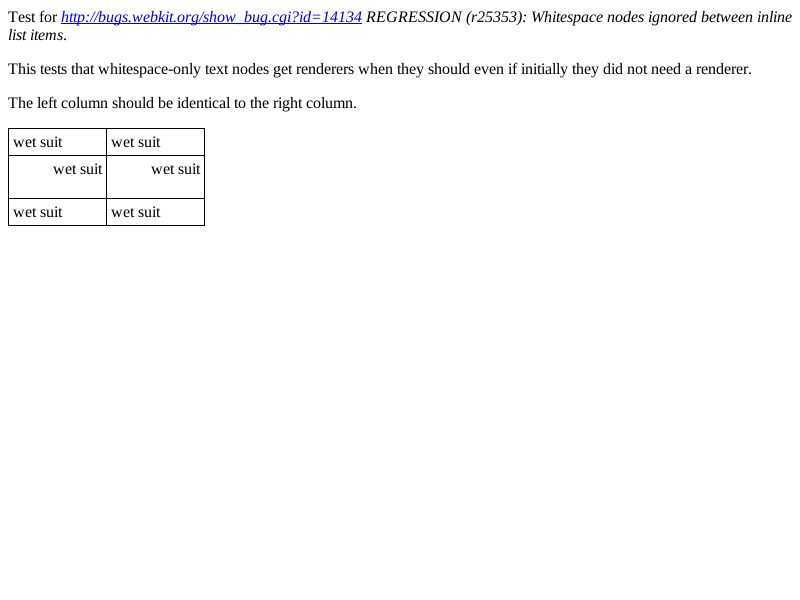 Test for http://bugs.webkit.org/show_bug.cgi?id=14134 REGRESSION (r25353): Whitespace nodes ignored between inline
list items.
This tests that whitespace-only text nodes get renderers when they should even if initially they did not need a renderer.
The left column should be identical to the right column.
wet suit wet suit
wet suit wet suit
wet suit wet suit